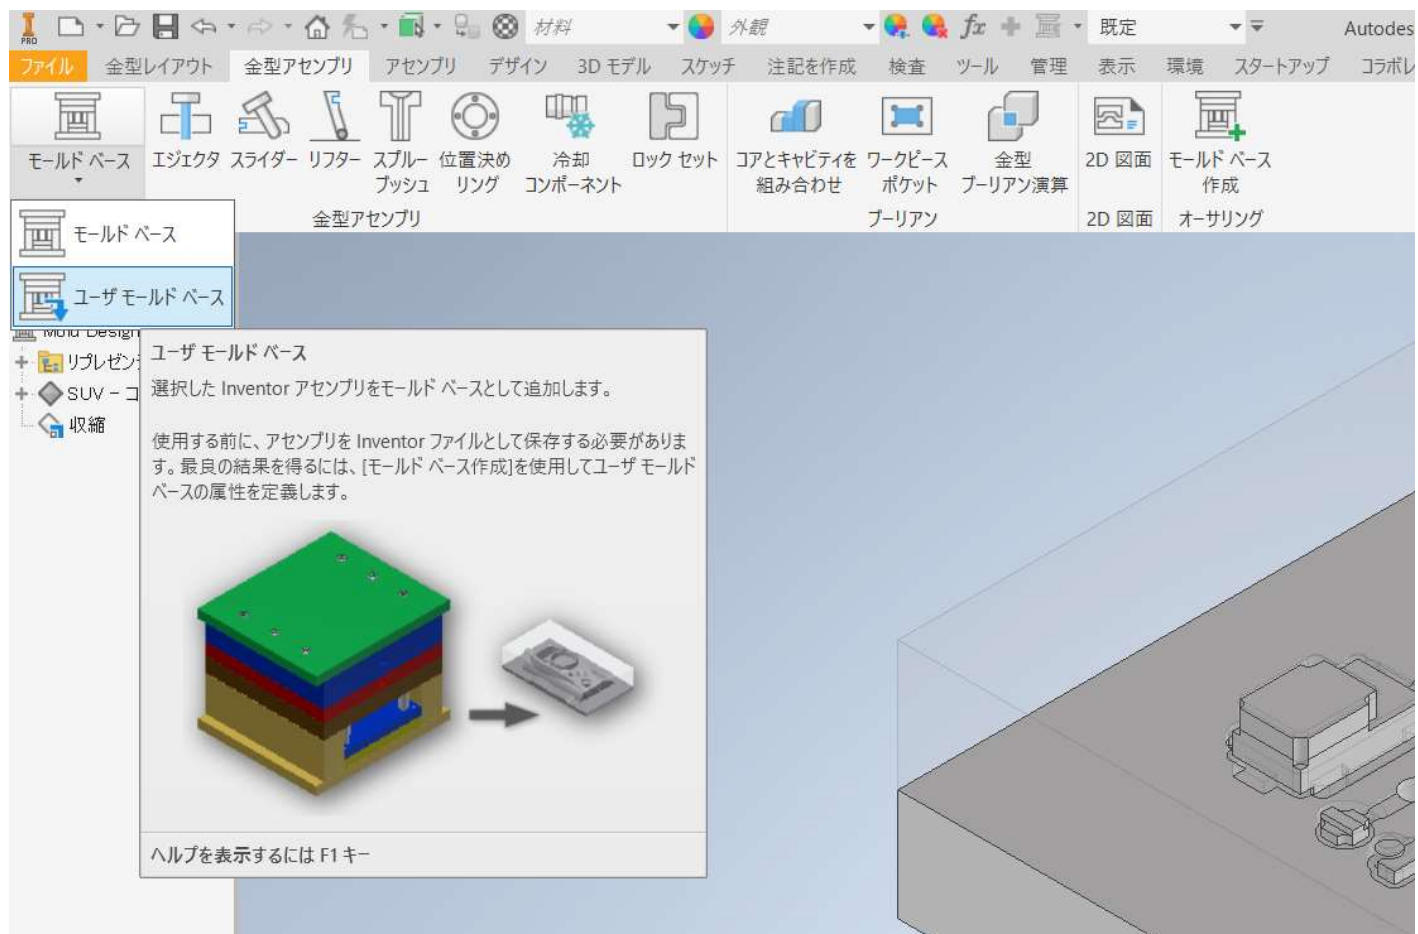 PRO
材料
外観
fx
既定
Autodes
ファイル 金型レイアウト 金型アセンブリ アセンブリ デザイン 3D モデル スケッチ 注記を作成 検査 ツール 管理 表示 環境 スタートアップ コラボレ
モールド ベース
エジェクタ
スライダー
リフター
スプルー
ブッシュ
位置決め
リング
冷却
コンポーネント
ロック セット
コアとキャビティを
組み合わせ
ワークピース
ポケット
金型
ブーリアン演算
2D 図面
モールド ベース
作成
金型アセンブリ
ブーリアン
2D 図面
オーサリング
モールド ベース
ユーザ モールド ベース
Mold Design
リプレゼン
SUV - コ
収縮
ユーザ モールド ベース
選択した Inventor アセンブリをモールド ベースとして追加します。
使用する前に、アセンブリを Inventor ファイルとして保存する必要がありま
す。最良の結果を得るには、[モールド ベース作成]を使用してユーザ モールド
ベースの属性を定義します。
ヘルプを表示するには F1 キー